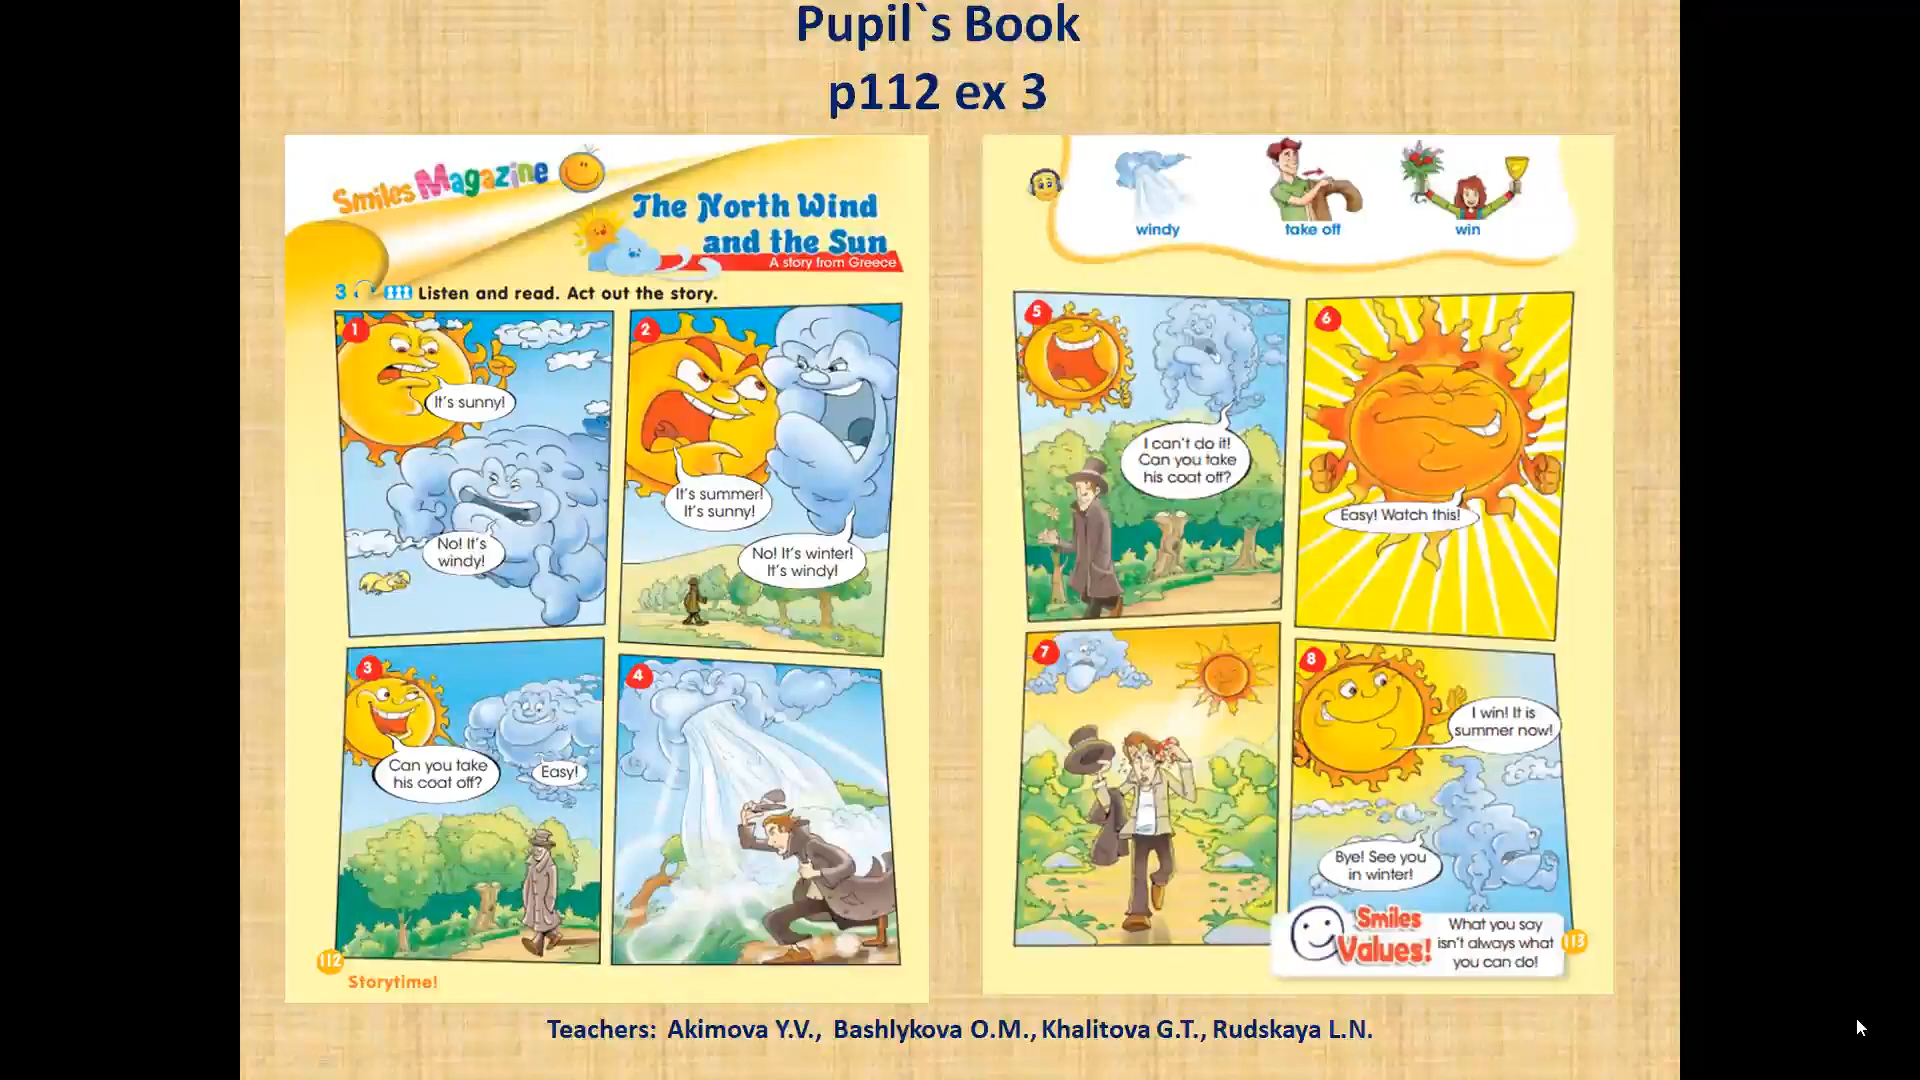 Pupil`s Book
p112 ex 3
Smiles Magazine
The North Wind
and the Sun
A story from Greece
3 Listen and read. Act out the story.
1
It's sunny!
No! It's
windy!
2
It's summer!
It's sunny!
No! It's winter!
It's windy!
3
Can you take
his coat off?
Easy!
4
112
Storytime!
windy
take off
win
5
I can't do it!
Can you take
his coat off?
6
Easy! Watch this!
7
8
I win! It is
summer now!
Bye! See you
in winter!
Smiles
Values!
What you say
isn't always what
you can do!
113
Teachers: Akimova Y.V., Bashlykova O.M., Khalitova G.T., Rudskaya L.N.